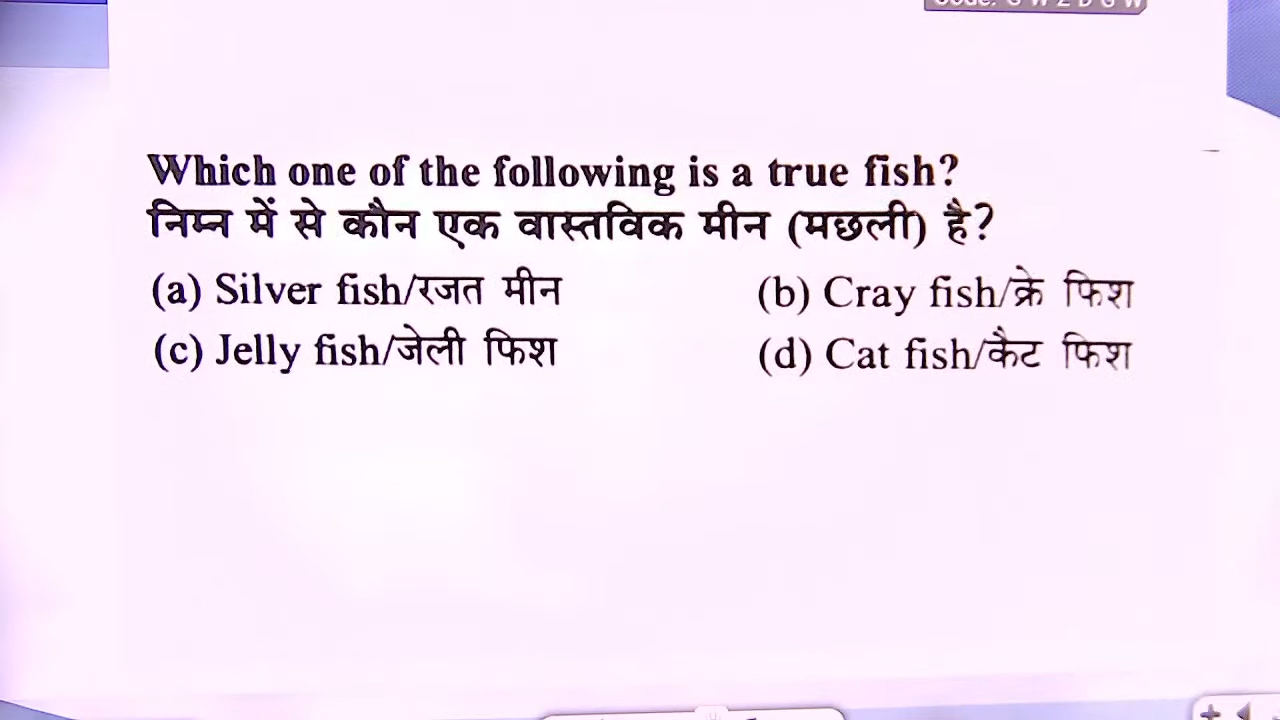 Which one of the following is a true fish?
निम्न में से कौन एक वास्तविक मीन (मछली) है?
(a) Silver fish/रजत मीन (b) Cray fish/क्रे फिश
(c) Jelly fish/जेली फिश (d) Cat fish/कैट फिश